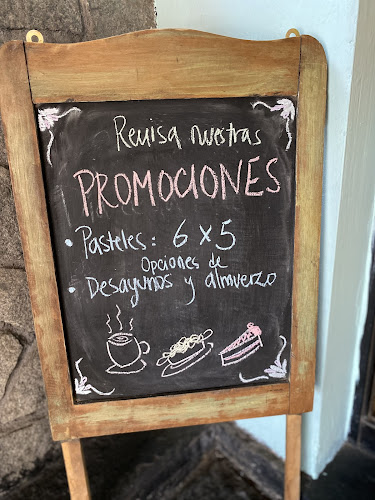 Revisa nuestras
PROMOCIONES
• Pasteles: 6 x 5
Opciones de
• Desayunos y almuerzo